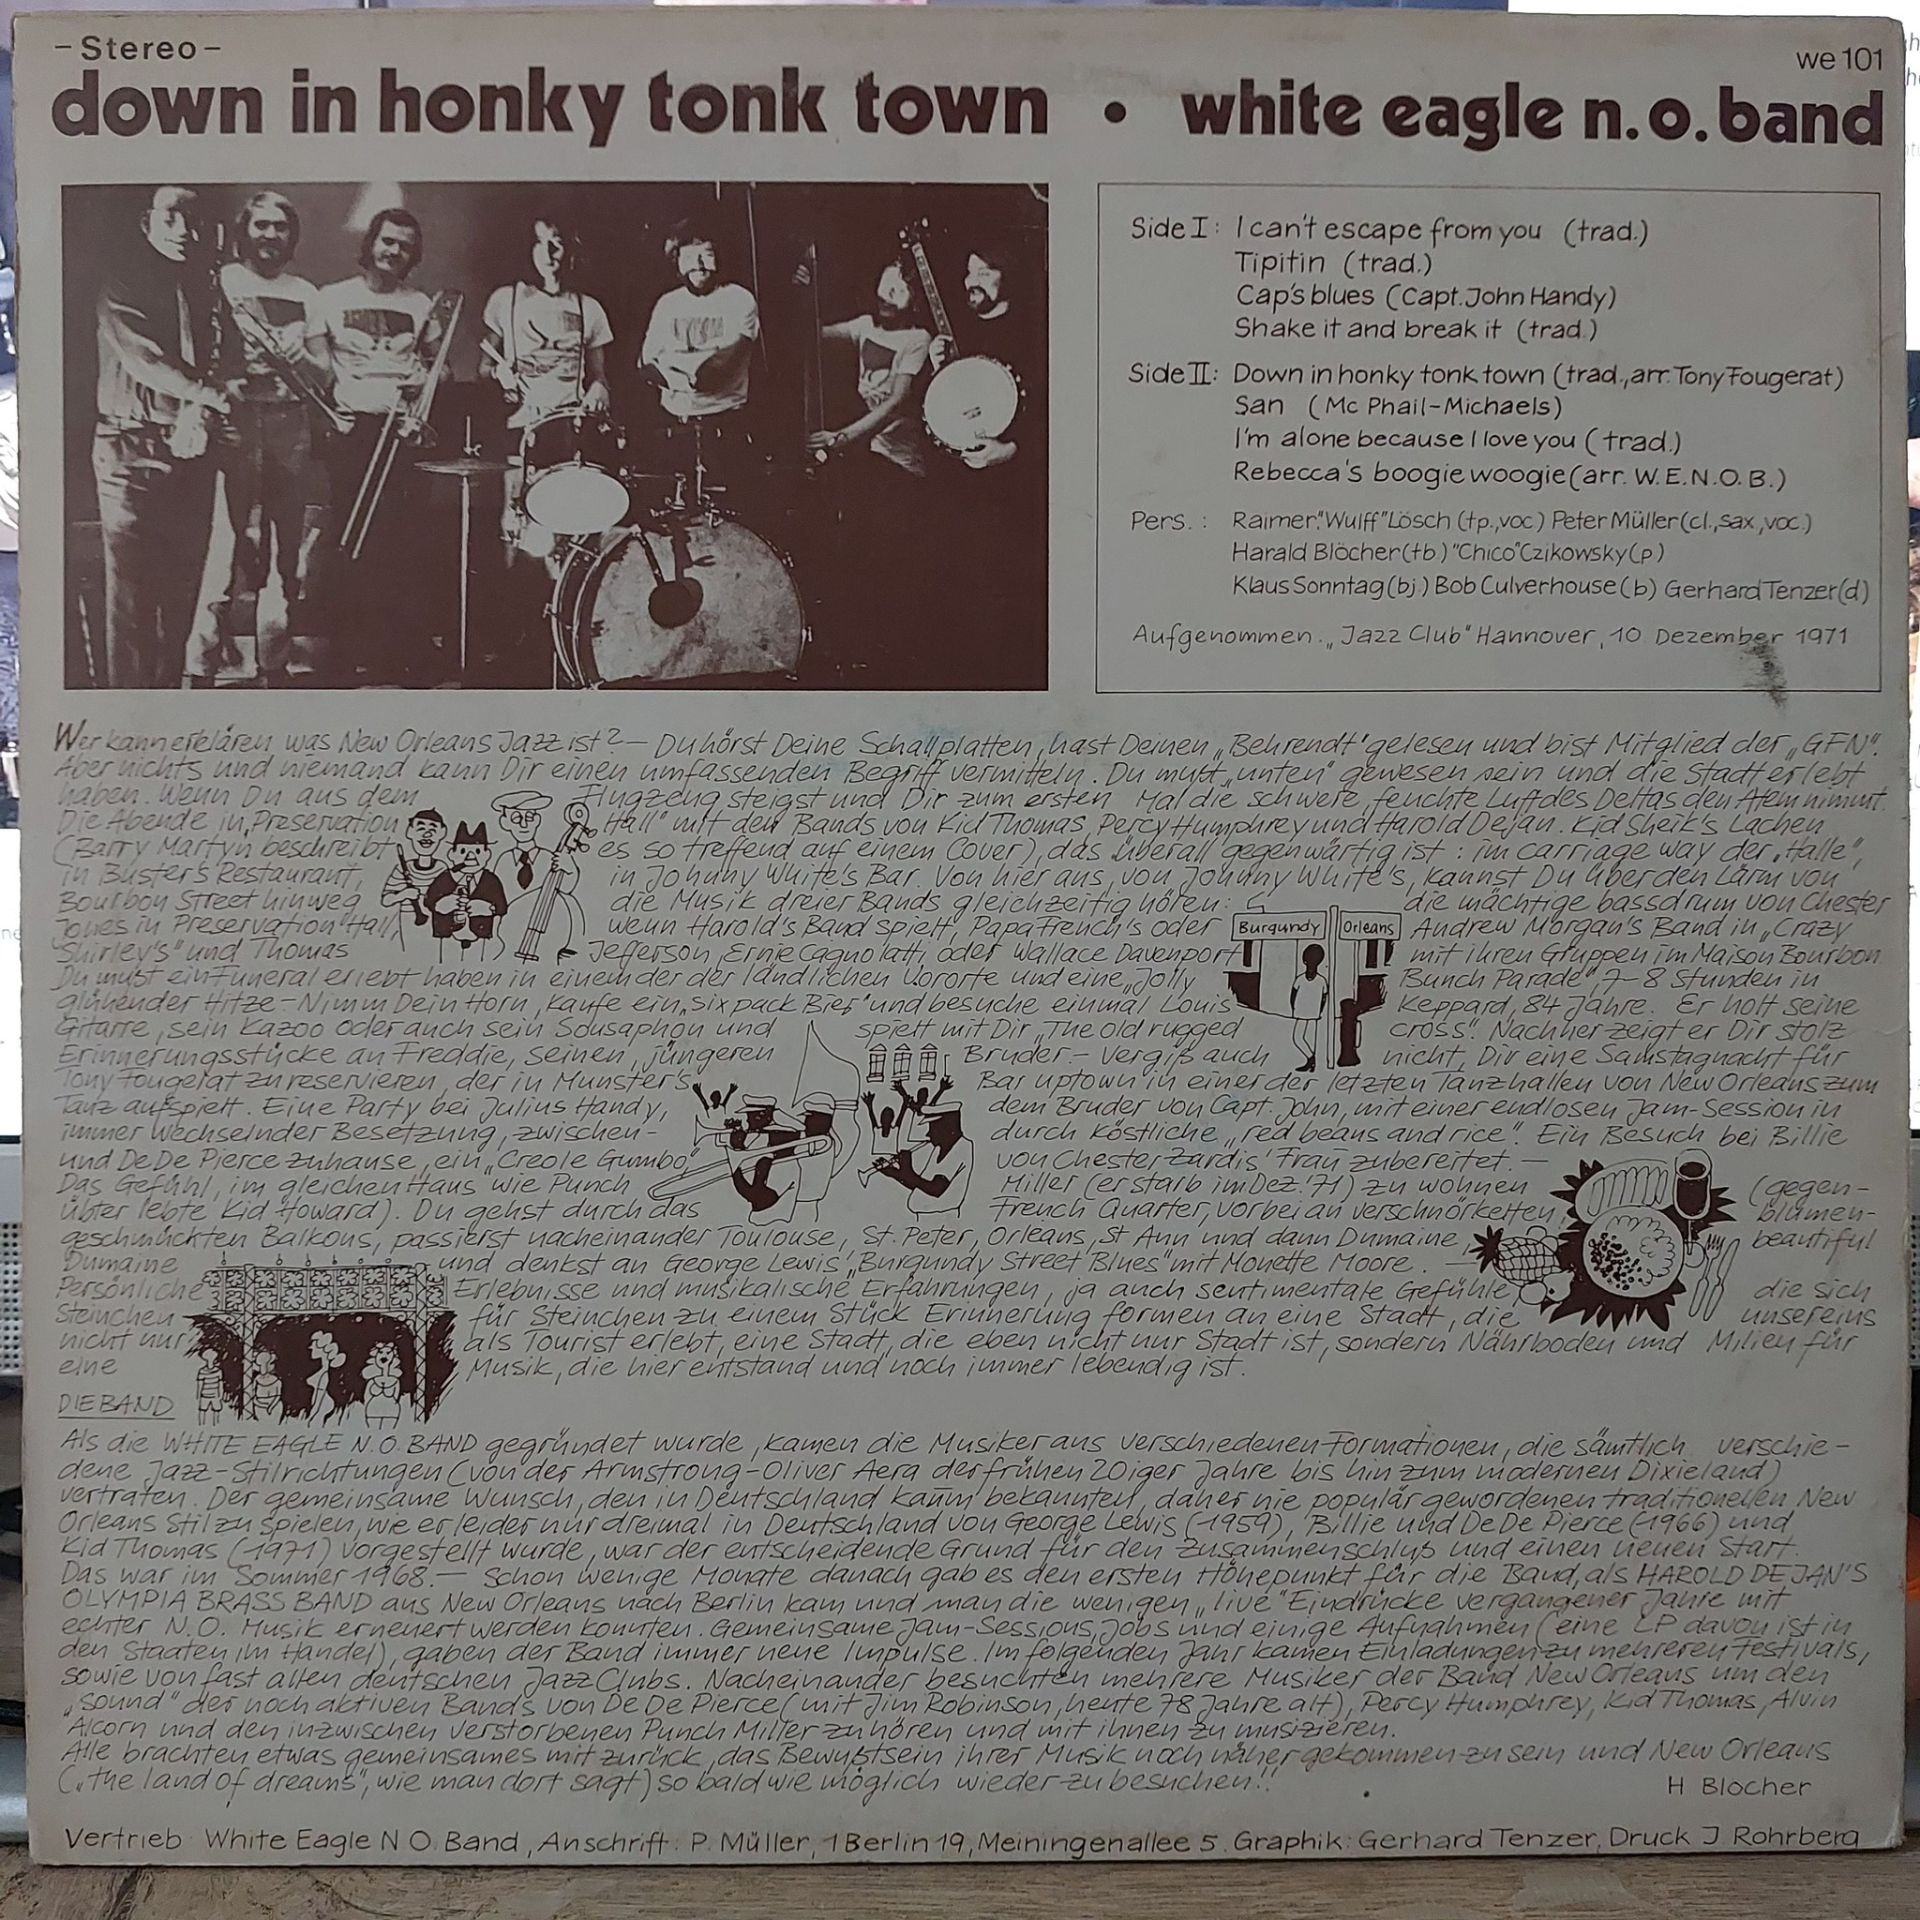 - Stereo -
we 101
down in honky tonk town • white eagle n.o. band
Side I: I can't escape from you (trad.)
Tipitin (trad.)
Cap's blues (Capt. John Handy)
Shake it and break it (trad.)
Side II: Down in honky tonk town (trad., arr. Tony Fougerat)
San (Mc Phail-Michaels)
I'm alone because I love you (trad.)
Rebecca's boogie woogie (arr. W.E.N.O.B.)
Pers.: Raimer "Wulff" Lösch (tp., voc) Peter Müller (cl., sax, voc.)
Harald Blöcher (tb.) "Chico" Czikowsky (p)
Klaus Sonntag (bj.) Bob Culverhouse (b) Gerhard Tenzer (d)
Aufgenommen: „Jazz Club" Hannover, 10 Dezember 1971
Wer kann erklären was New Orleans Jazz ist? — Du hörst Deine Schallplatten, hast Deinen „Behrendt" gelesen und bist Mitglied der „GFN".
Aber nichts und niemand kann Dir einen umfassenden Begriff vermitteln. Du mußt „unten" gewesen sein und die Stadt erlebt
haben. Wenn Du aus dem Flugzeug steigst und Dir zum ersten Mal die schwere, feuchte Luft des Deltas den Atem nimmt.
Die Abende in „Preservation Hall" mit den Bands von Kid Thomas, Percy Humphrey und Harold Dejan. Kid Sheik's Lachen
(Barry Martyn beschreibt es so treffend auf einem Cover), das überall gegenwärtig ist: im carriage way der „Halle",
in Buster's Restaurant, in Johnny White's Bar. Von hier aus, von Johnny White's, kannst Du über den Lärm von
Bourbon Street hinweg die Musik dreier Bands gleichzeitig hören: die mächtige bassdrum von Chester
Jones in Preservation Hall, wenn Harold's Band spielt, Papa French's oder Andrew Morgan's Band in „Crazy
Shirley's" und Thomas Jefferson, Ernie Cagnolatti, oder Wallace Davenport mit ihren Gruppen im Maison Bourbon
Du mußt ein Funeral erlebt haben in einem der der ländlichen Vororte und eine „Jolly Bunch Parade", 7-8 Stunden in
glühender Hitze - Nimm Dein Horn, kaufe ein „six pack Bier" und besuche einmal Louis Keppard, 84 Jahre. Er holt seine
Gitarre, sein Kazoo oder auch sein Sousaphon und spielt mit Dir „The old rugged cross". Nachher zeigt er Dir stolz
Erinnerungsstücke an Freddie, seinen jüngeren Bruder. - Vergiß auch nicht, Dir eine Samstagnacht für
Tony Fougerat zu reservieren, der in Munster's Bar uptown in einer der letzten Tanzhallen von New Orleans zum
Tanz aufspielt. Eine Party bei Julius Handy, dem Bruder von Capt. John, mit einer endlosen Jam-Session in
immer wechselnder Besetzung, zwischen- durch köstliche „red beans and rice". Ein Besuch bei Billie
und DeDe Pierce zuhause, ein „Creole Gumbo", von Chester Zardis' Frau zubereitet. —
Das Gefühl, im gleichen Haus wie Punch Miller (er starb im Dez. '71) zu wohnen (gegen-
über lebte Kid Howard). Du gehst durch das French Quarter, vorbei an verschnörkelten, blumen-
geschmückten Balkons, passierst nacheinander Toulouse, St. Peter, Orleans, St Ann und dann Dumaine, beautiful
Dumaine und denkst an George Lewis' „Burgundy Street Blues" mit Monette Moore. —
Persönliche Erlebnisse und musikalische Erfahrungen, ja auch sentimentale Gefühle, die sich
Steinchen für Steinchen zu einem Stück Erinnerung formen an eine Stadt, die unsereins
nicht nur als Tourist erlebt, eine Stadt, die eben nicht nur Stadt ist, sondern Nährboden und Milieu für
eine Musik, die hier entstand und noch immer lebendig ist.
Burgundy
Orleans
DIE BAND
Als die WHITE EAGLE N.O. BAND gegründet wurde, kamen die Musiker aus verschiedenen Formationen, die sämtlich verschie-
dene Jazz-Stilrichtungen (von der Armstrong-Oliver Aera der frühen 20iger Jahre bis hin zum modernen Dixieland)
vertraten. Der gemeinsame Wunsch, den in Deutschland kaum bekannten, daher nie populär gewordenen traditionellen New
Orleans Stil zu spielen, wie er leider nur dreimal in Deutschland von George Lewis (1959), Billie und DeDe Pierce (1966) und
Kid Thomas (1971) vorgestellt wurde, war der entscheidende Grund für den Zusammenschluß und einen neuen Start.
Das war im Sommer 1968. — Schon wenige Monate danach gab es den ersten Höhepunkt für die Band, als HAROLD DEJAN'S
OLYMPIA BRASS BAND aus New Orleans nach Berlin kam und man die wenigen „live" Eindrücke vergangener Jahre mit
echter N.O. Musik erneuert werden konnten. Gemeinsame Jam-Sessions, Jobs und einige Aufnahmen (eine LP davon ist in
den Staaten im Handel), gaben der Band immer neue Impulse. Im folgenden Jahr kamen Einladungen zu mehreren Festivals,
sowie von fast allen deutschen Jazz Clubs. Nacheinander besuchten mehrere Musiker der Band New Orleans um den
„sound" der noch aktiven Bands von De De Pierce (mit Jim Robinson, heute 78 Jahre alt), Percy Humphrey, Kid Thomas, Alvin
Alcorn und den inzwischen verstorbenen Punch Miller zu hören und mit ihnen zu musizieren.
Alle brachten etwas gemeinsames mit zurück, das Bewußtsein ihrer Musik noch näher gekommen zu sein und New Orleans
(„the land of dreams", wie man dort sagt) so bald wie möglich wieder zu besuchen!!
H Blöcher
Vertrieb: White Eagle N O. Band, Anschrift: P. Müller, 1 Berlin 19, Meiningenallee 5. Graphik: Gerhard Tenzer, Druck J Rohrberg